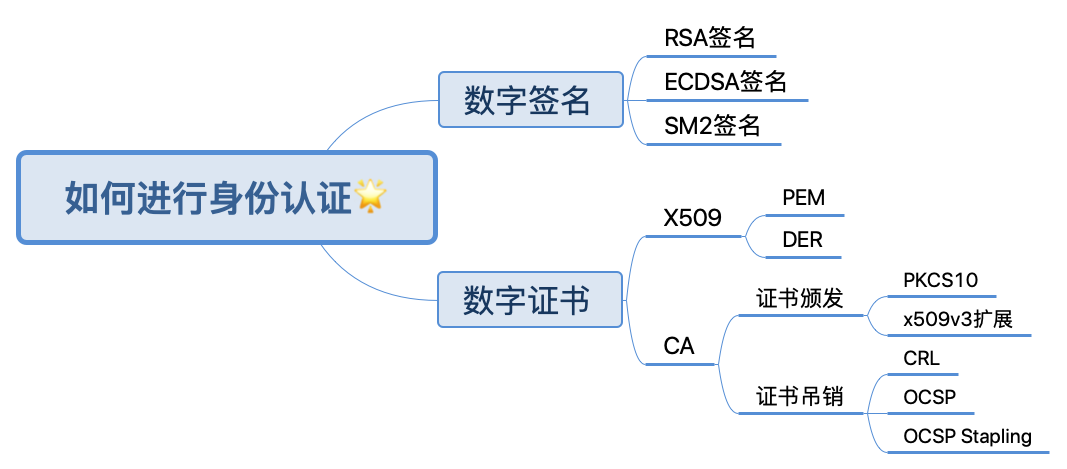 如何进行身份认证🌟
数字签名
RSA签名
ECDSA签名
SM2签名
数字证书
X509
PEM
DER
CA
证书颁发
PKCS10
x509v3扩展
证书吊销
CRL
OCSP
OCSP Stapling